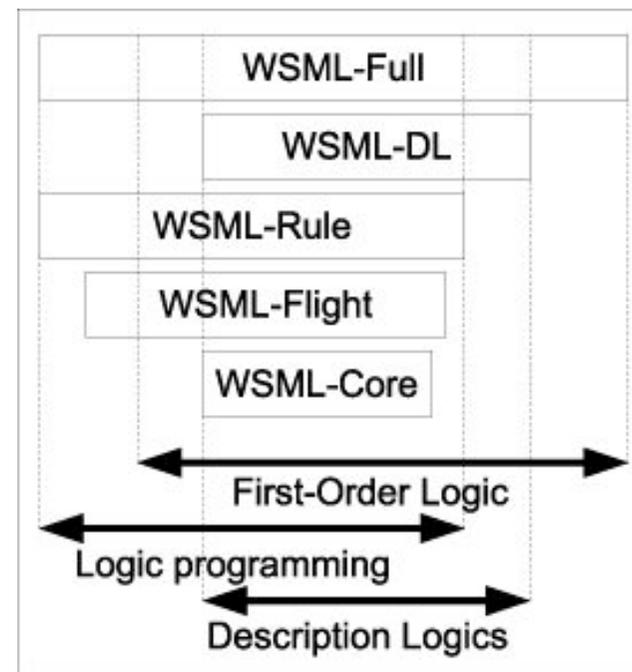 WSML-Full
WSML-DL
WSML-Rule
WSML-Flight
WSML-Core
First-Order Logic
Logic programming
Description Logics